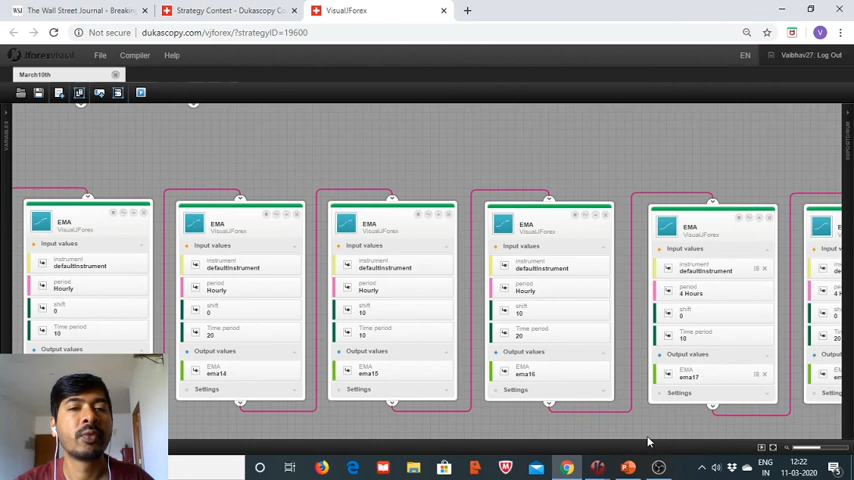 WSJ The Wall Street Journal - Breaking
Strategy Contest - Dukascopy Co
VisualJForex
Not secure
dukascopy.com/vjforex/?strategyID=19600
V
jforexvisual
File
Compiler
Help
EN
Vaibhav27: Log Out
March10th
VARIABLES
REPOSITORIUM
EMA
VisualJForex
Input values
instrument
defaultInstrument
period
Hourly
shift
0
Time period
10
Output values
EMA
VisualJForex
Input values
instrument
defaultInstrument
period
Hourly
shift
0
Time period
20
Output values
EMA
ema14
Settings
EMA
VisualJForex
Input values
instrument
defaultInstrument
period
Hourly
shift
10
Time period
10
Output values
EMA
ema15
Settings
EMA
VisualJForex
Input values
instrument
defaultInstrument
period
Hourly
shift
10
Time period
20
Output values
EMA
ema16
Settings
EMA
VisualJForex
Input values
instrument
defaultInstrument
period
4 Hours
shift
0
Time period
10
Output values
EMA
ema17
Settings
ENG
IN
12:22
11-03-2020